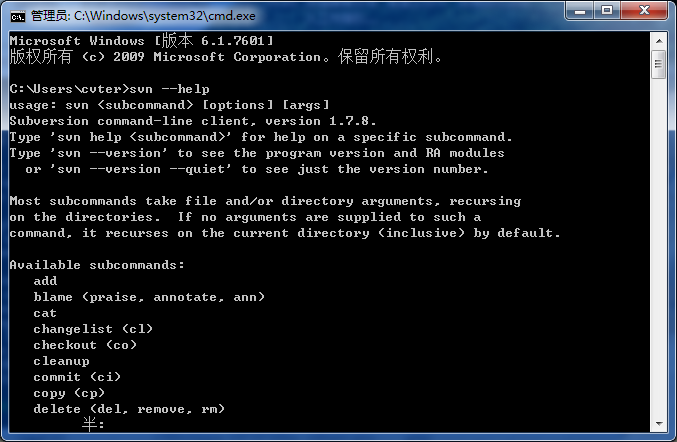 管理员: C:\Windows\system32\cmd.exe
Microsoft Windows [版本 6.1.7601]
版权所有 (c) 2009 Microsoft Corporation。保留所有权利。
C:\Users\cvter>svn --help
usage: svn <subcommand> [options] [args]
Subversion command-line client, version 1.7.8.
Type 'svn help <subcommand>' for help on a specific subcommand.
Type 'svn --version' to see the program version and RA modules
or 'svn --version --quiet' to see just the version number.
Most subcommands take file and/or directory arguments, recursing
on the directories.  If no arguments are supplied to such a
command, it recurses on the current directory (inclusive) by default.
Available subcommands:
add
blame (praise, annotate, ann)
cat
changelist (cl)
checkout (co)
cleanup
commit (ci)
copy (cp)
delete (del, remove, rm)
半: